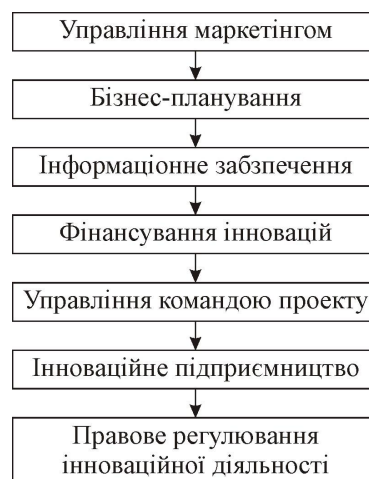 Управління маркетінгом
Бізнес-планування
Інформаціонне забзпечення
Фінансування інновацій
Управління командою проекту
Інноваційне підприємництво
Правове регулювання
інноваційної діяльності